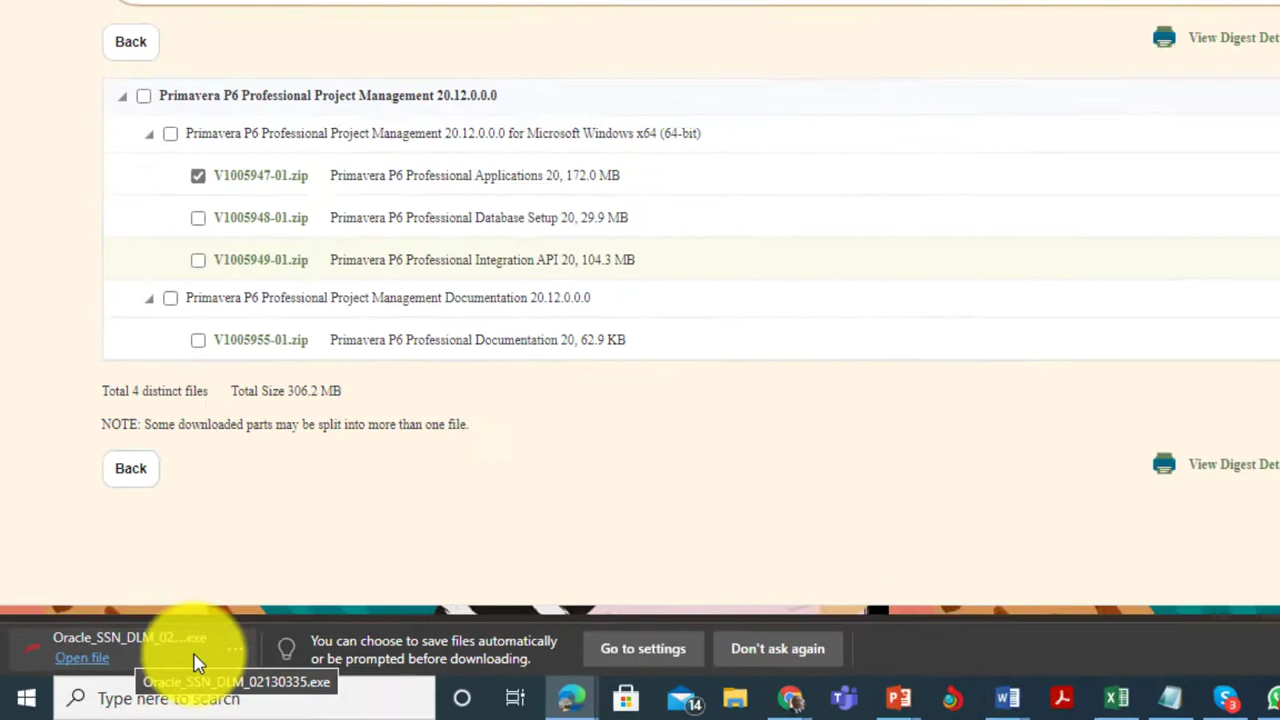 Back
View Digest Det
Primavera P6 Professional Project Management 20.12.0.0.0
Primavera P6 Professional Project Management 20.12.0.0.0 for Microsoft Windows x64 (64-bit)
V1005947-01.zip Primavera P6 Professional Applications 20, 172.0 MB
V1005948-01.zip Primavera P6 Professional Database Setup 20, 29.9 MB
V1005949-01.zip Primavera P6 Professional Integration API 20, 104.3 MB
Primavera P6 Professional Project Management Documentation 20.12.0.0.0
V1005955-01.zip Primavera P6 Professional Documentation 20, 62.9 KB
Total 4 distinct files Total Size 306.2 MB
NOTE: Some downloaded parts may be split into more than one file.
Back
View Digest Det
Oracle_SSN_DLM_02....exe
Open file
You can choose to save files automatically
or be prompted before downloading.
Go to settings
Don't ask again
Oracle_SSN_DLM_02130335.exe
Type here to search
14
3